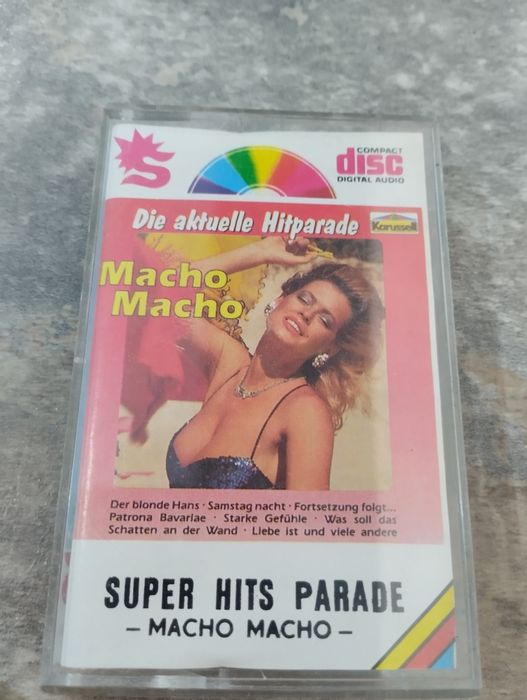 S
COMPACT
disc
DIGITAL AUDIO
Die aktuelle Hitparade
Karussell
Macho
Macho
Der blonde Hans · Samstag nacht · Fortsetzung folgt...
Patrona Bavariae · Starke Gefühle · Was soll das
Schatten an der Wand · Liebe ist und viele andere
SUPER HITS PARADE
– MACHO MACHO –